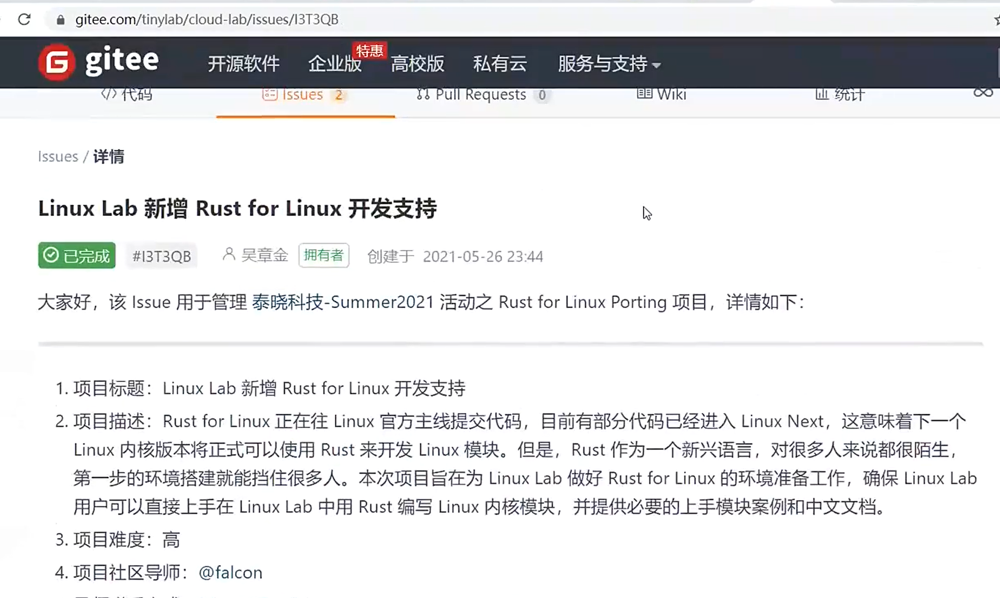 gitee.com/tinylab/cloud-lab/issues/I3T3QB
gitee 开源软件 企业版 特惠 高校版 私有云 服务与支持
代码 Issues 2 Pull Requests 0 Wiki 统计
Issues / 详情
Linux Lab 新增 Rust for Linux 开发支持
已完成 #I3T3QB 吴章金 拥有者 创建于 2021-05-26 23:44
大家好，该 Issue 用于管理 泰晓科技-Summer2021 活动之 Rust for Linux Porting 项目，详情如下：
1. 项目标题：Linux Lab 新增 Rust for Linux 开发支持
2. 项目描述：Rust for Linux 正在往 Linux 官方主线提交代码，目前有部分代码已经进入 Linux Next，这意味着下一个
Linux 内核版本将正式可以使用 Rust 来开发 Linux 模块。但是，Rust 作为一个新兴语言，对很多人来说都很陌生，
第一步的环境搭建就能挡住很多人。本次项目旨在为 Linux Lab 做好 Rust for Linux 的环境准备工作，确保 Linux Lab
用户可以直接上手在 Linux Lab 中用 Rust 编写 Linux 内核模块，并提供必要的上手模块案例和中文文档。
3. 项目难度：高
4. 项目社区导师：@falcon